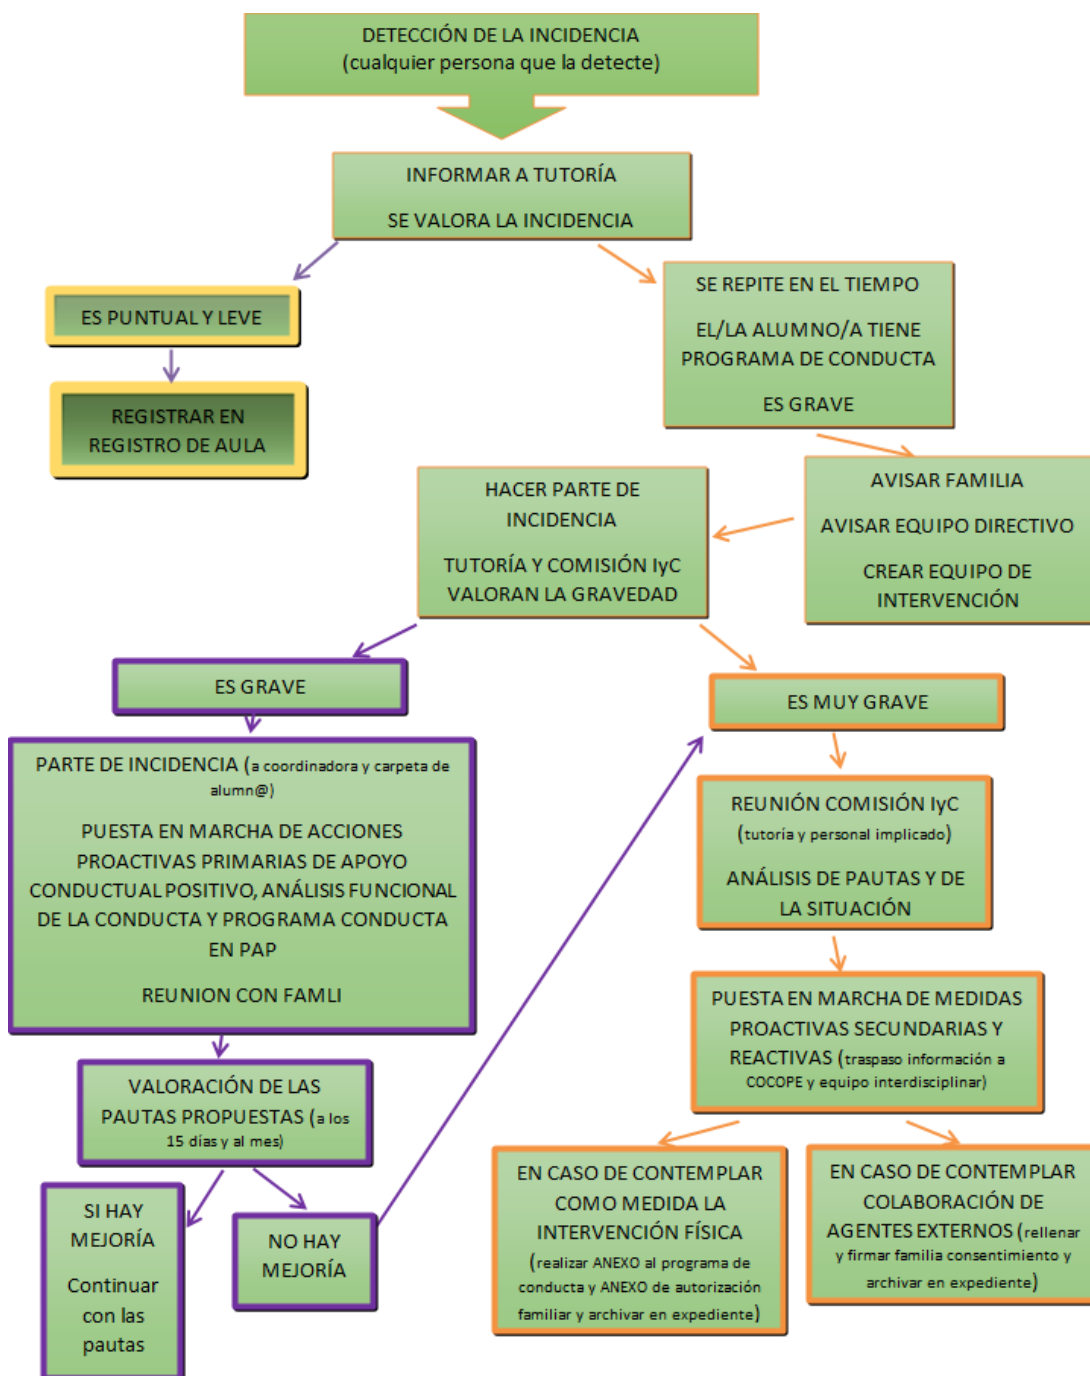 DETECCIÓN DE LA INCIDENCIA
(cualquier persona que la detecte)
INFORMAR A TUTORÍA
SE VALORA LA INCIDENCIA
ES PUNTUAL Y LEVE
REGISTRAR EN
REGISTRO DE AULA
SE REPITE EN EL TIEMPO
EL/LA ALUMNO/A TIENE
PROGRAMA DE CONDUCTA
ES GRAVE
AVISAR FAMILIA
AVISAR EQUIPO DIRECTIVO
CREAR EQUIPO DE
INTERVENCIÓN
HACER PARTE DE
INCIDENCIA
TUTORÍA Y COMISIÓN IyC
VALORAN LA GRAVEDAD
ES GRAVE
PARTE DE INCIDENCIA (a coordinadora y carpeta de
alumn@)
PUESTA EN MARCHA DE ACCIONES
PROACTIVAS PRIMARIAS DE APOYO
CONDUCTUAL POSITIVO, ANÁLISIS FUNCIONAL
DE LA CONDUCTA Y PROGRAMA CONDUCTA
EN PAP
REUNION CON FAMLI
VALORACIÓN DE LAS
PAUTAS PROPUESTAS (a los
15 días y al mes)
SI HAY
MEJORÍA
Continuar
con las
pautas
NO HAY
MEJORÍA
ES MUY GRAVE
REUNIÓN COMISIÓN IyC
(tutoría y personal implicado)
ANÁLISIS DE PAUTAS Y DE
LA SITUACIÓN
PUESTA EN MARCHA DE MEDIDAS
PROACTIVAS SECUNDARIAS Y
REACTIVAS (traspaso información a
COCOPE y equipo interdisciplinar)
EN CASO DE CONTEMPLAR
COMO MEDIDA LA
INTERVENCIÓN FÍSICA
(realizar ANEXO al programa de
conducta y ANEXO de autorización
familiar y archivar en expediente)
EN CASO DE CONTEMPLAR
COLABORACIÓN DE
AGENTES EXTERNOS (rellenar
y firmar familia consentimiento y
archivar en expediente)